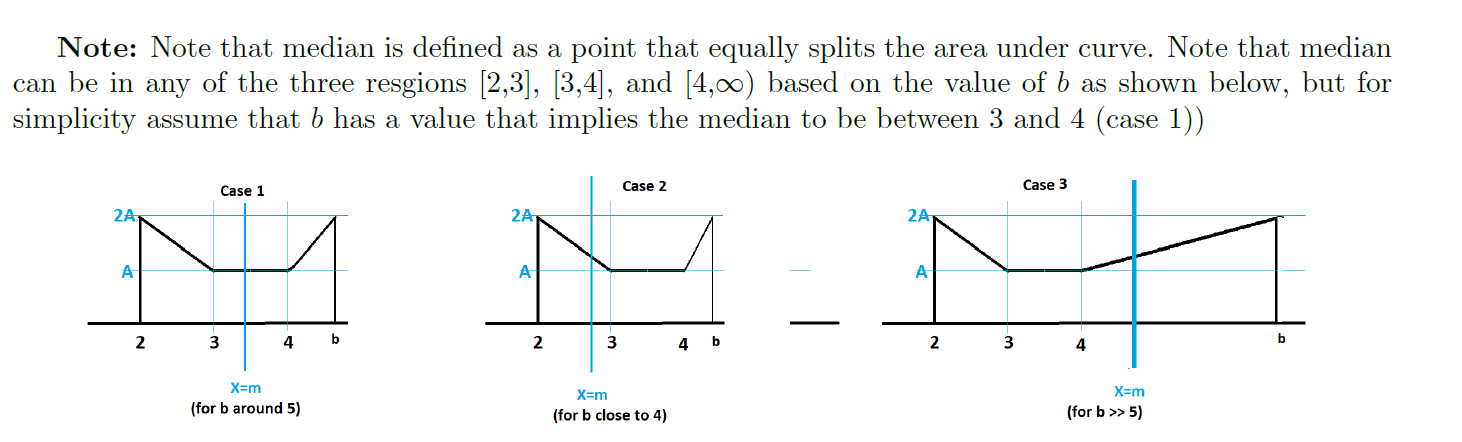 Note: Note that median is defined as a point that equally splits the area under curve. Note that median
can be in any of the three resgions [2,3], [3,4], and [4,∞) based on the value of b as shown below, but for
simplicity assume that b has a value that implies the median to be between 3 and 4 (case 1))
Case 1
2A
A
2 3 4 b
X=m
(for b around 5)
Case 2
2A
A
2 3 4 b
X=m
(for b close to 4)
Case 3
2A
A
2 3 4 b
X=m
(for b >> 5)